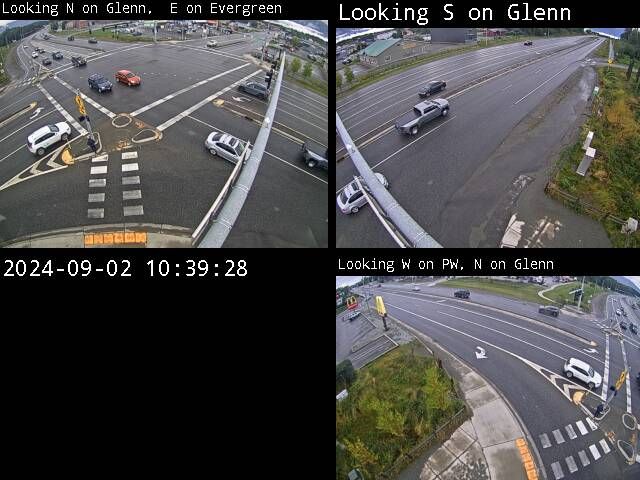 Looking N on Glenn, E on Evergreen
Looking S on Glenn
2024-09-02 10:39:28
Looking W on PW, N on Glenn